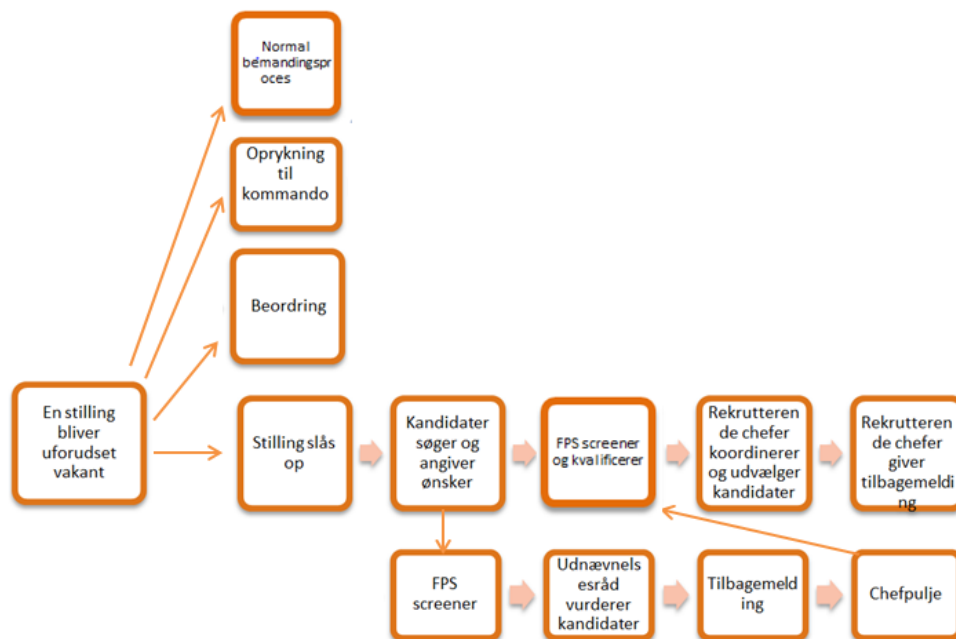 Normal
bemandingspr
oces
Oprykning
til
kommando
Beordring
En stilling
bliver
uforudset
vakant
Stilling slås
op
Kandidater
søger og
angiver
ønsker
FPS screener
og kvalificerer
Rekrutteren
de chefer
koordinerer
og udvælger
kandidater
Rekrutteren
de chefer
giver
tilbagemeldi
ng
FPS
screener
Udnævnels
esråd
vurderer
kandidater
Tilbagemeld
ing
Chefpulje